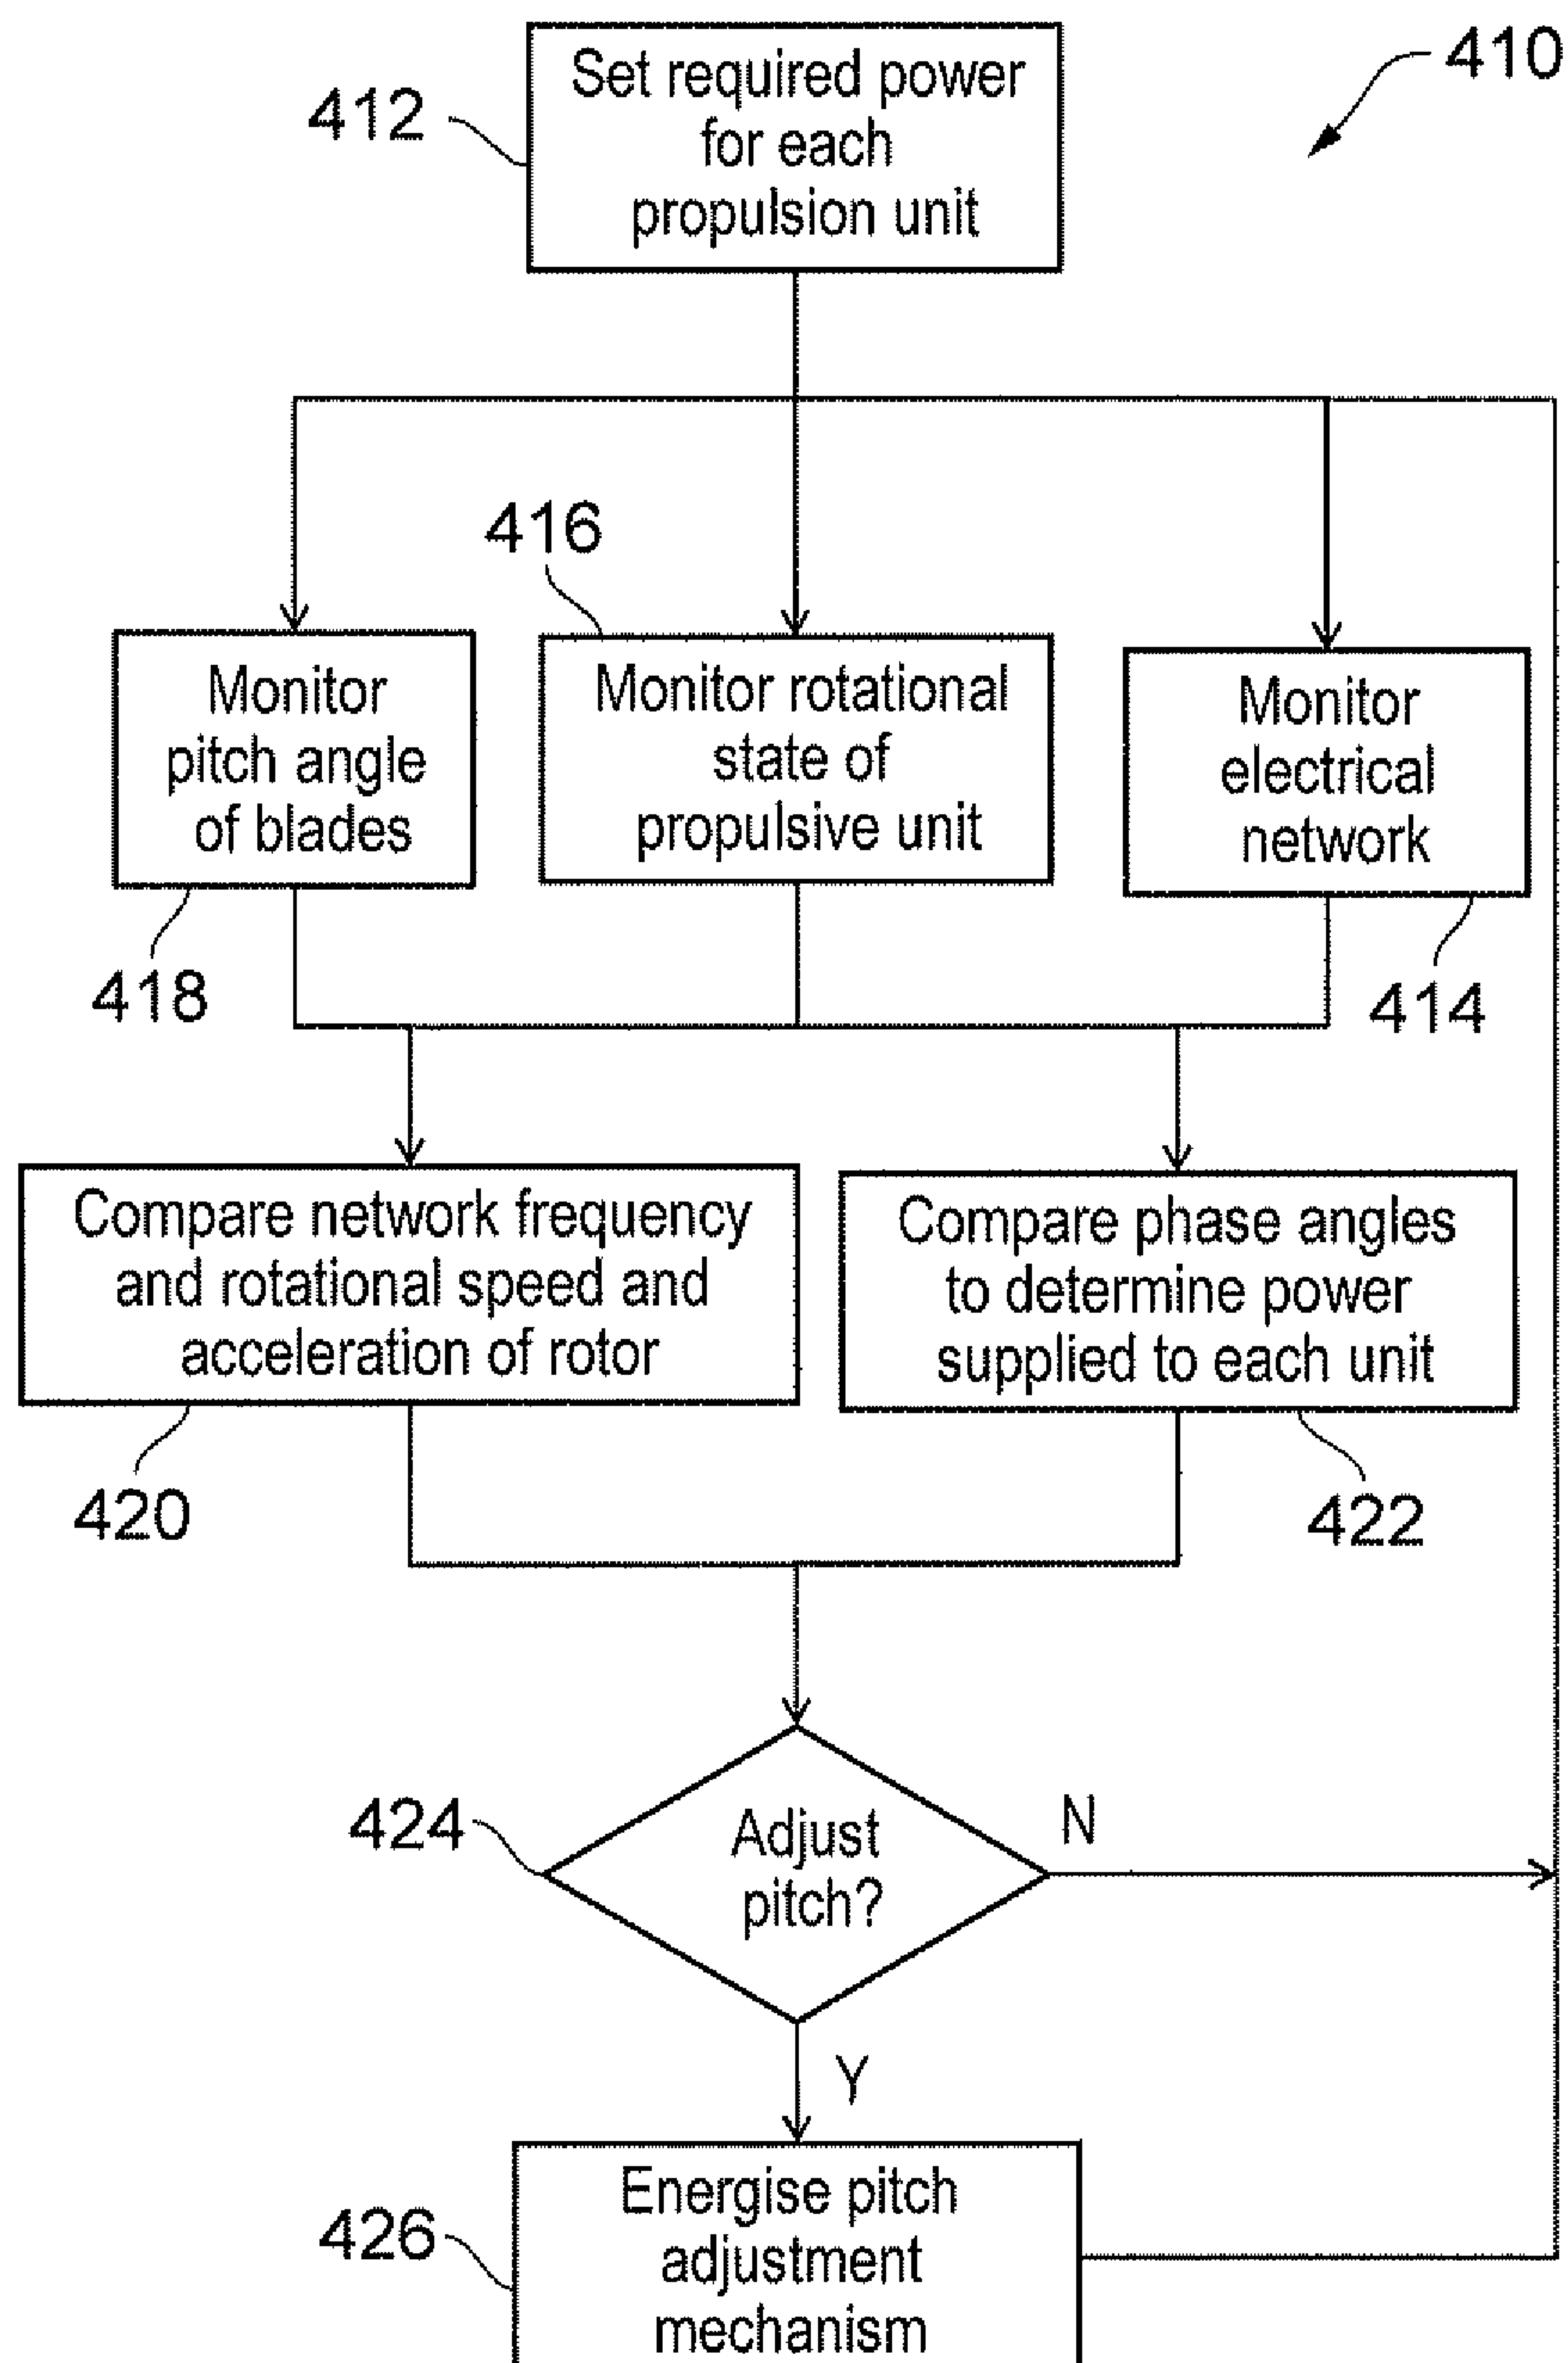 410
412
Set required power
for each
propulsion unit
416
Monitor
pitch angle
of blades
Monitor rotational
state of
propulsive unit
Monitor
electrical
network
418
414
Compare network frequency
and rotational speed and
acceleration of rotor
Compare phase angles
to determine power
supplied to each unit
420
422
424
Adjust
pitch?
N
Y
426
Energise pitch
adjustment
mechanism